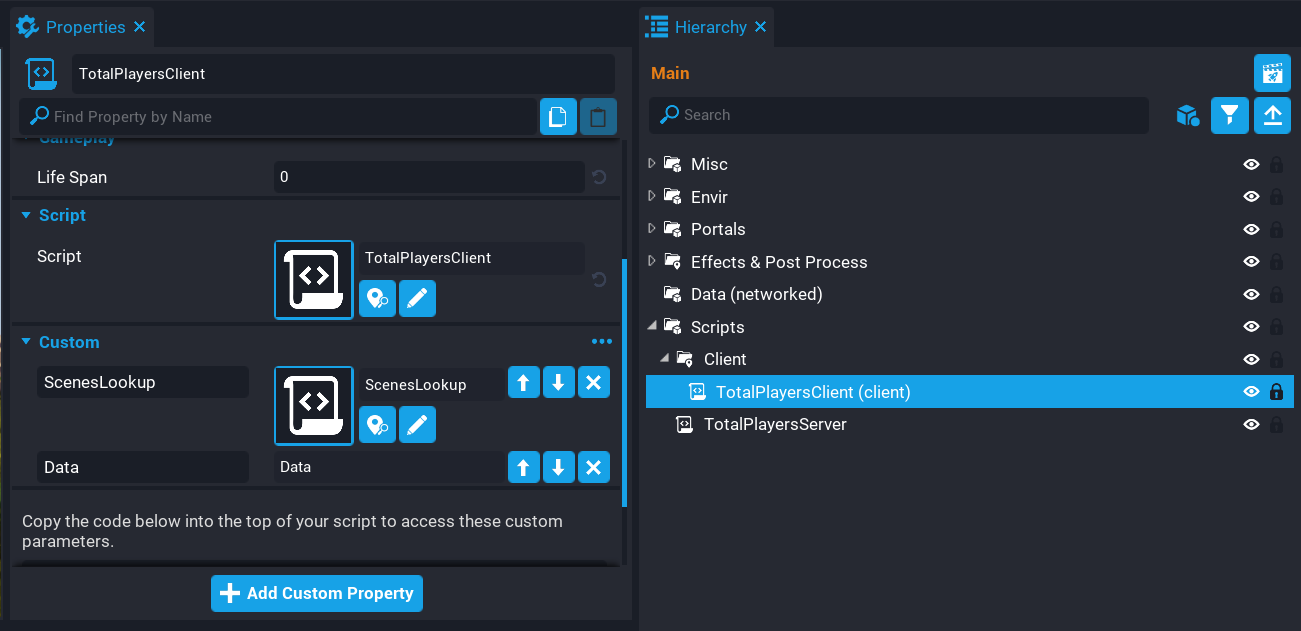 Properties
TotalPlayersClient
Find Property by Name
Gameplay
Life Span
0
Script
Script
TotalPlayersClient
Custom
ScenesLookup
ScenesLookup
Data
Data
Copy the code below into the top of your script to access these custom
parameters.
Add Custom Property
Hierarchy
Main
Search
Misc
Envir
Portals
Effects & Post Process
Data (networked)
Scripts
Client
TotalPlayersClient (client)
TotalPlayersServer